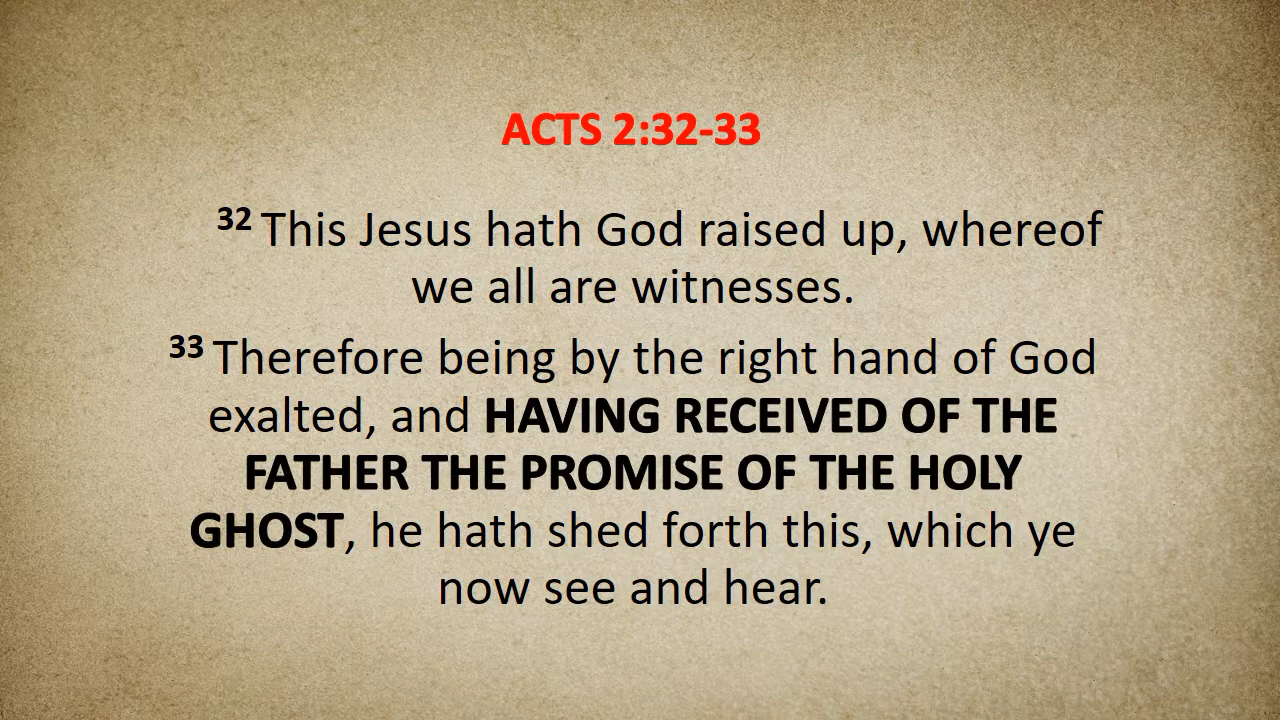 ACTS 2:32-33
32 This Jesus hath God raised up, whereof
we all are witnesses.
33 Therefore being by the right hand of God
exalted, and HAVING RECEIVED OF THE
FATHER THE PROMISE OF THE HOLY
GHOST, he hath shed forth this, which ye
now see and hear.